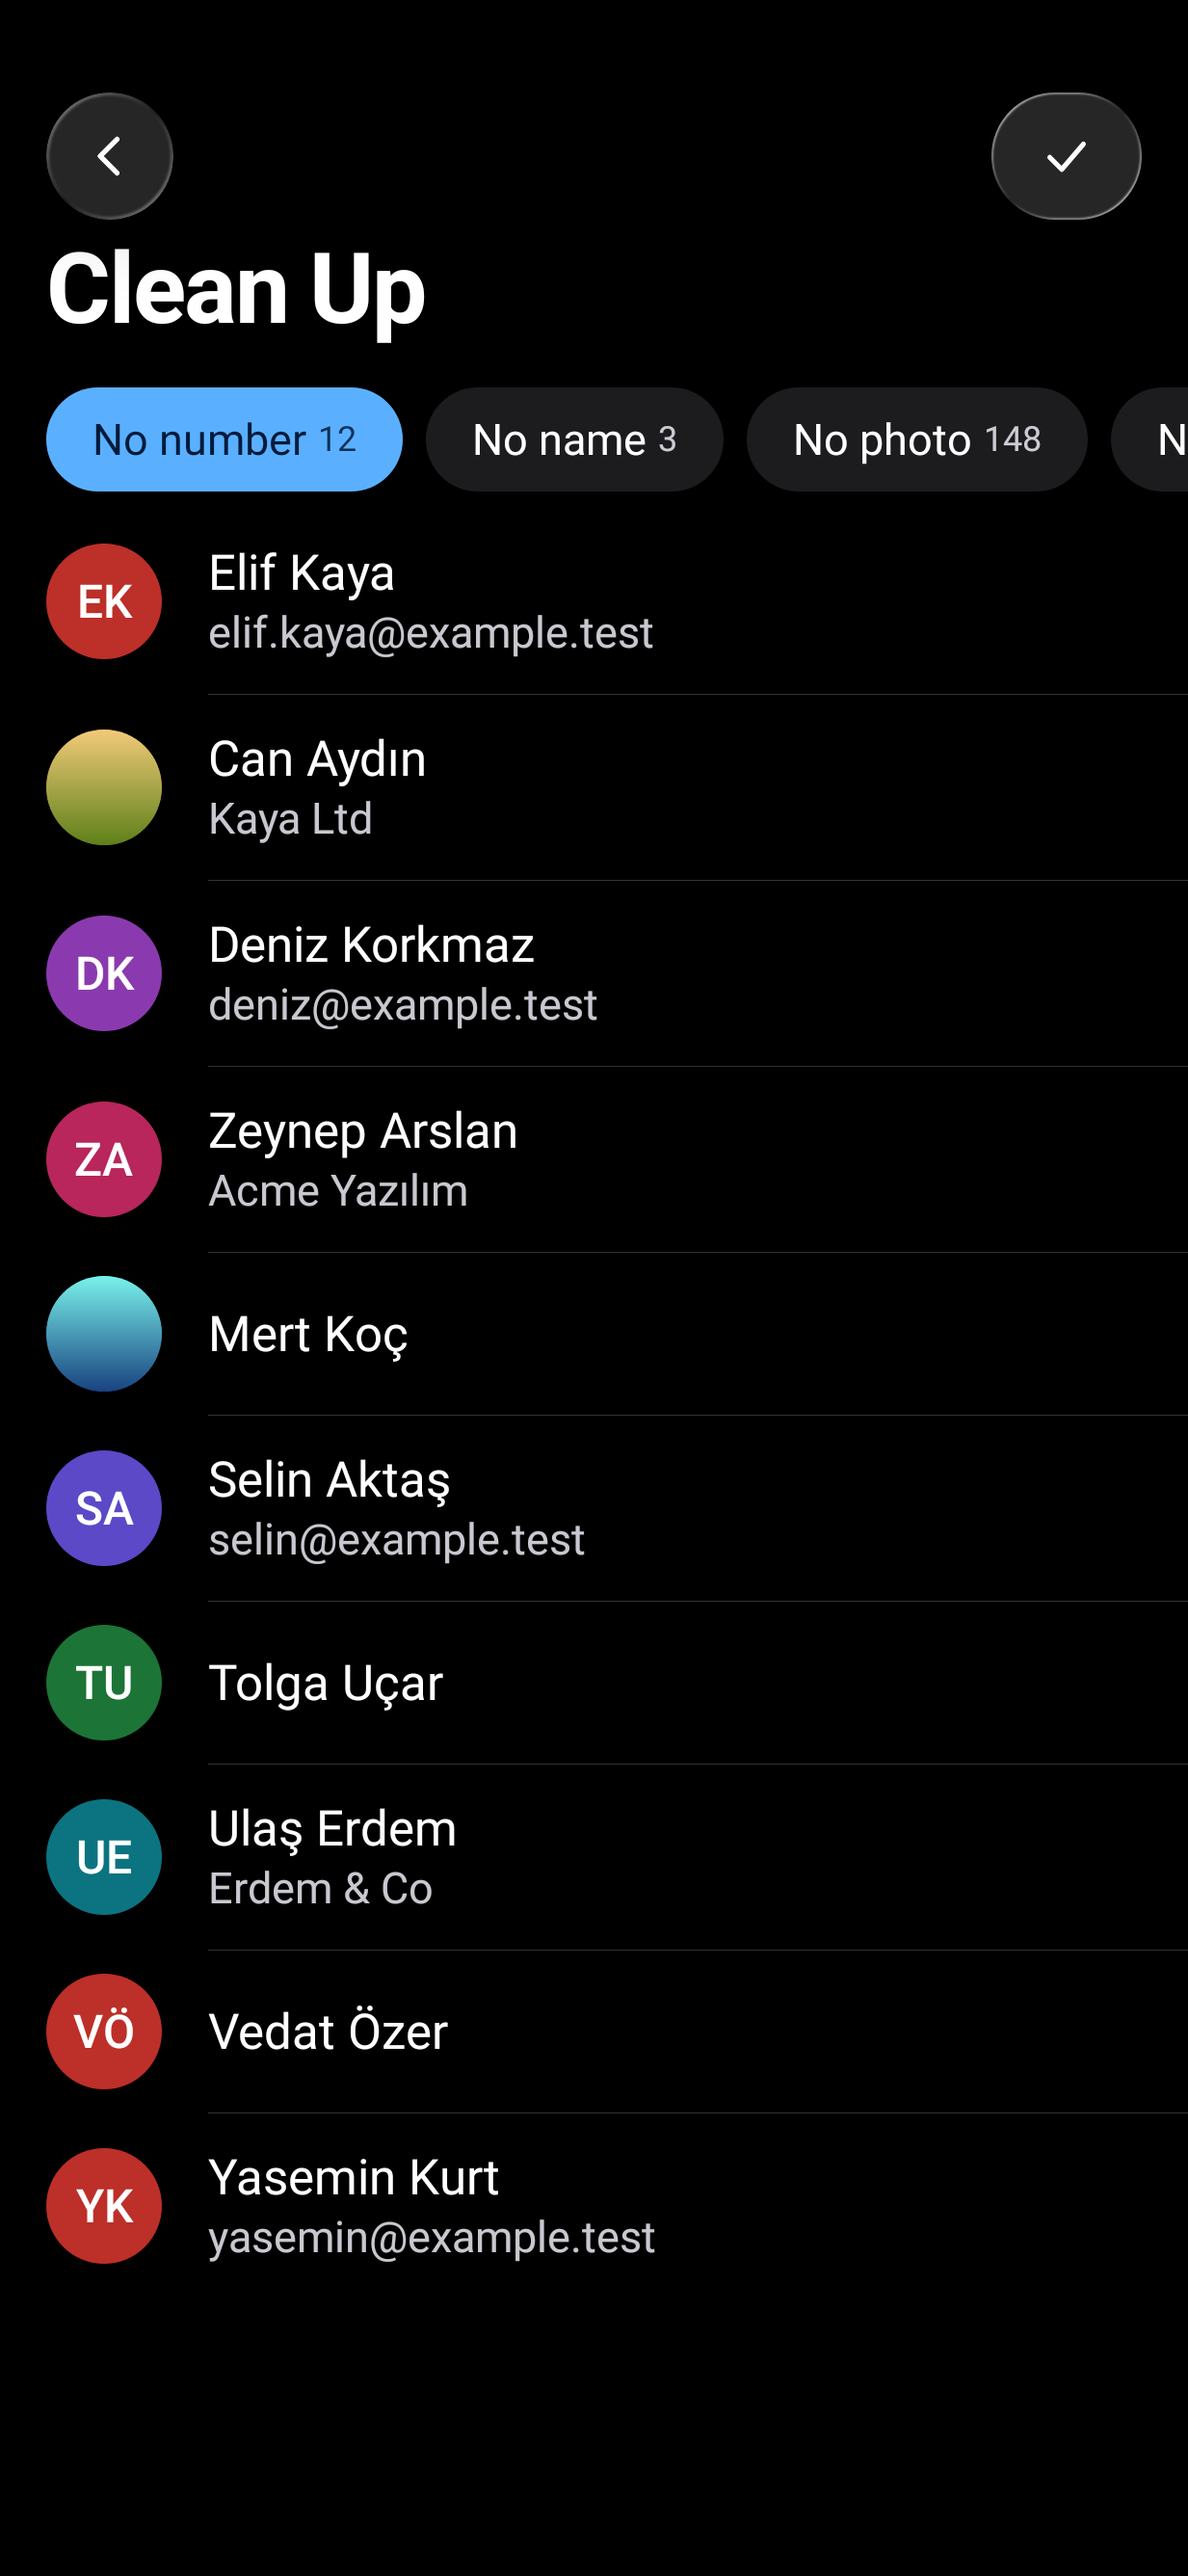 Clean Up
No number 12 No name 3 No photo 148 N
EK
Elif Kaya
elif.kaya@example.test
Can Aydın
Kaya Ltd
DK
Deniz Korkmaz
deniz@example.test
ZA
Zeynep Arslan
Acme Yazılım
Mert Koç
SA
Selin Aktaş
selin@example.test
TU
Tolga Uçar
UE
Ulaş Erdem
Erdem & Co
VÖ
Vedat Özer
YK
Yasemin Kurt
yasemin@example.test